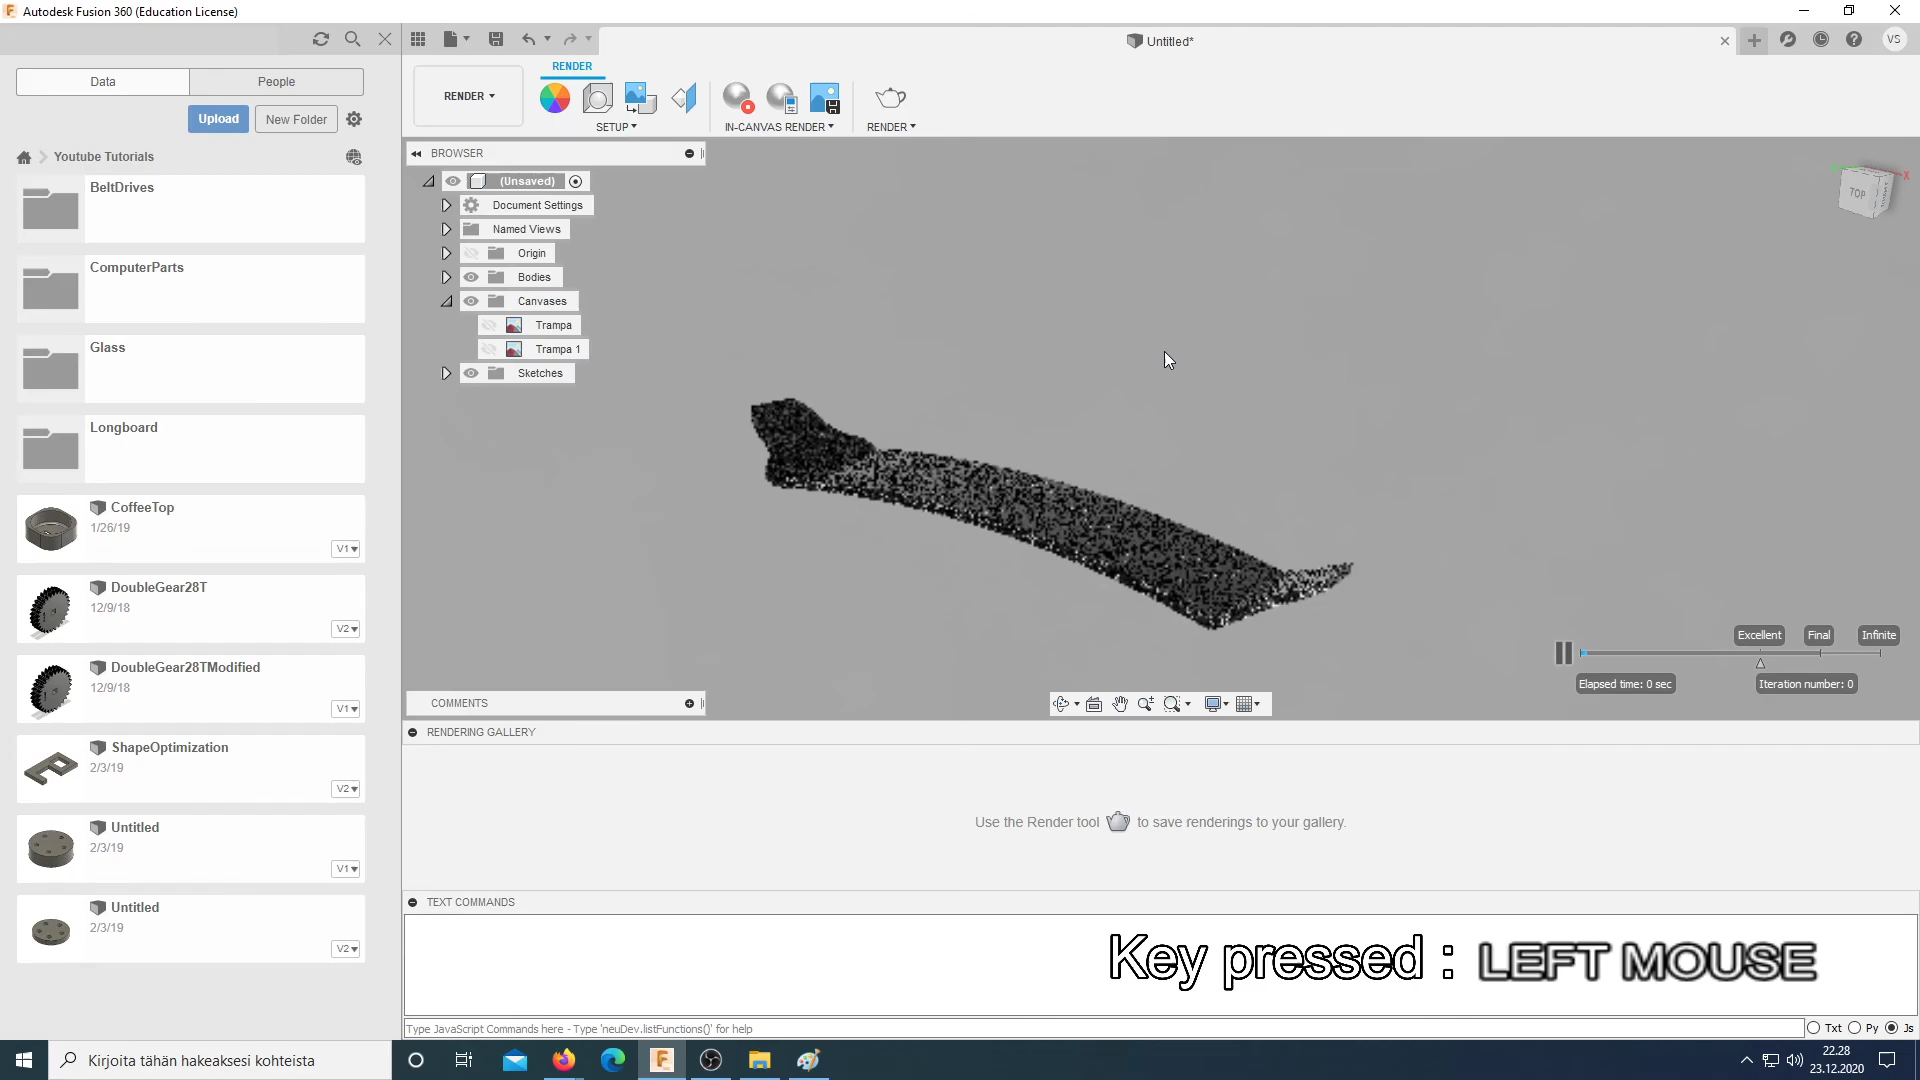 Autodesk Fusion 360 (Education License)
Untitled*
VS
Data
People
Upload
New Folder
Youtube Tutorials
BeltDrives
ComputerParts
Glass
Longboard
CoffeeTop
1/26/19
V1
DoubleGear28T
12/9/18
V2
DoubleGear28TModified
12/9/18
V1
ShapeOptimization
2/3/19
V2
Untitled
2/3/19
V1
Untitled
2/3/19
V2
RENDER
RENDER
SETUP
IN-CANVAS RENDER
RENDER
BROWSER
(Unsaved)
Document Settings
Named Views
Origin
Bodies
Canvases
Trampa
Trampa 1
Sketches
TOP
X
Excellent
Final
Infinite
Elapsed time: 0 sec
Iteration number: 0
COMMENTS
RENDERING GALLERY
Use the Render tool to save renderings to your gallery.
TEXT COMMANDS
Key pressed : LEFT MOUSE
Type JavaScript Commands here - Type 'neuDev.listFunctions()' for help
Txt Py Js
Kirjoita tähän hakeaksesi kohteista
22.28
23.12.2020